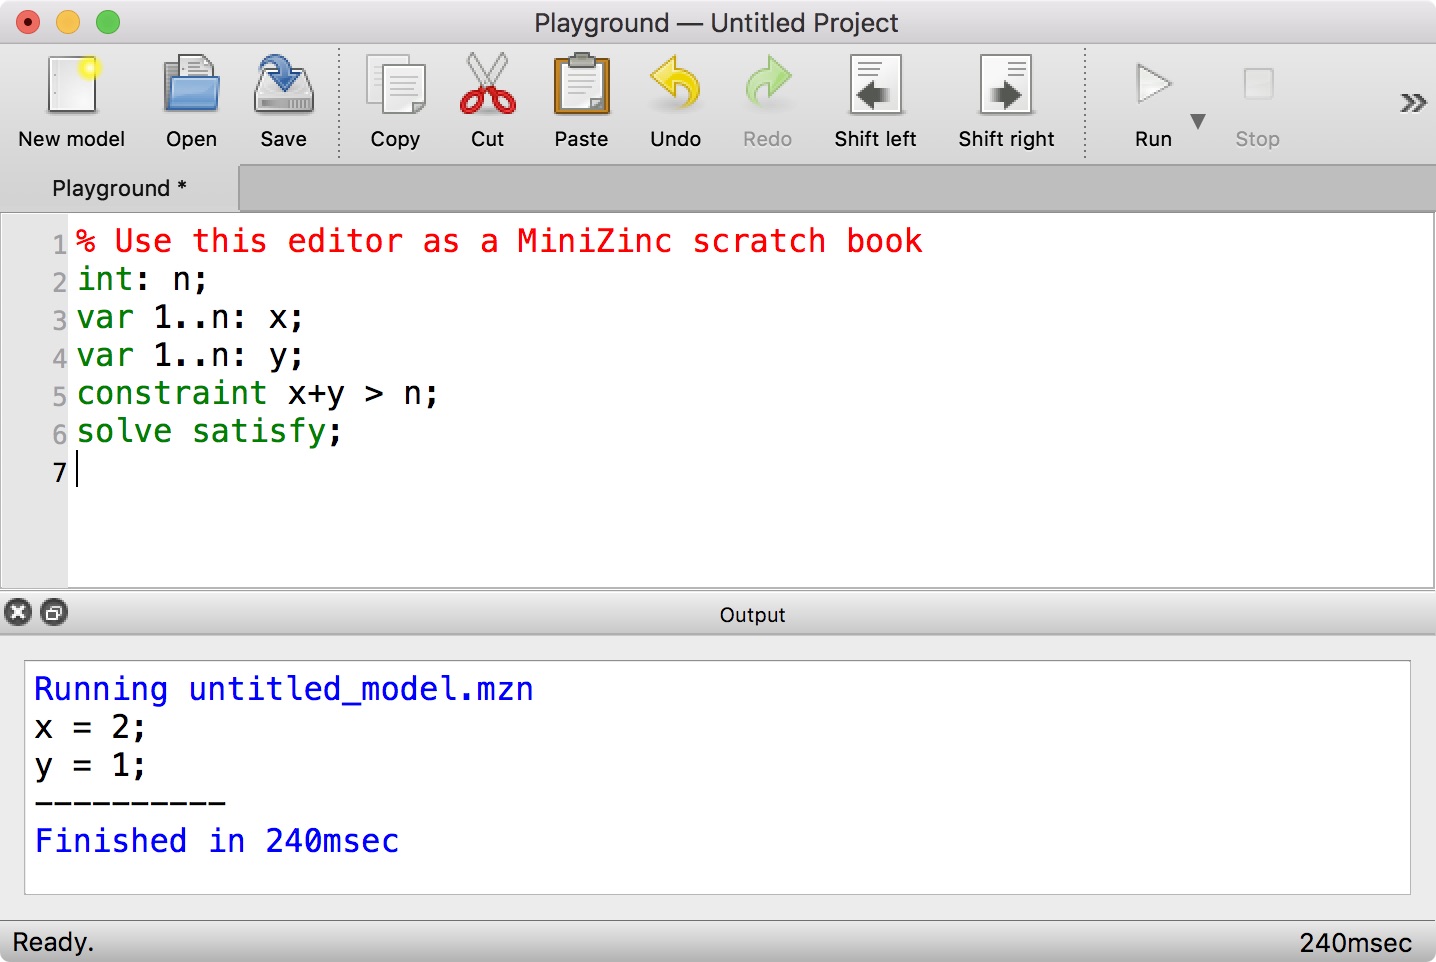 Playground — Untitled Project
New model Open Save Copy Cut Paste Undo Redo Shift left Shift right Run Stop
Playground *
1 % Use this editor as a MiniZinc scratch book
2 int: n;
3 var 1..n: x;
4 var 1..n: y;
5 constraint x+y > n;
6 solve satisfy;
7
Output
Running untitled_model.mzn
x = 2;
y = 1;
----------
Finished in 240msec
Ready. 240msec